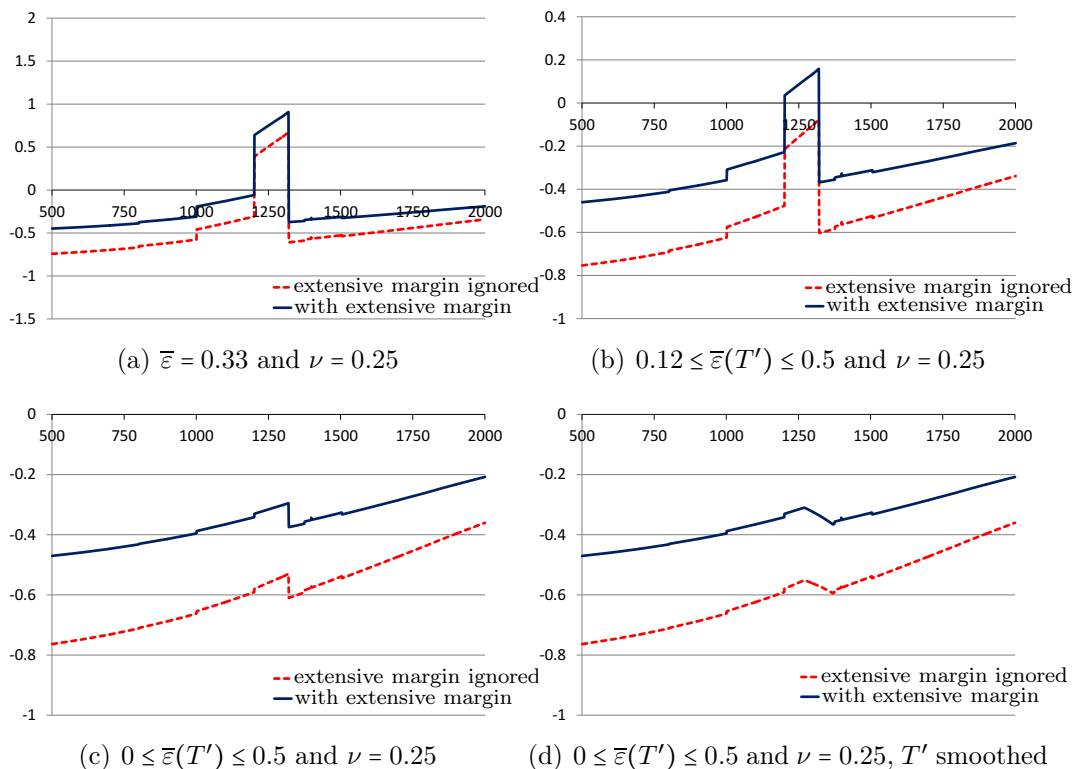 2
1.5
1
0.5
0
-0.5
-1
-1.5
500 750 1000 1250 1500 1750 2000
extensive margin ignored
with extensive margin
(a) ε̅ = 0.33 and ν = 0.25
0.4
0.2
0
-0.2
-0.4
-0.6
-0.8
-1
500 750 1000 1250 1500 1750 2000
extensive margin ignored
with extensive margin
(b) 0.12 ≤ ε̅(T′) ≤ 0.5 and ν = 0.25
0
-0.2
-0.4
-0.6
-0.8
-1
500 750 1000 1250 1500 1750 2000
extensive margin ignored
with extensive margin
(c) 0 ≤ ε̅(T′) ≤ 0.5 and ν = 0.25
0
-0.2
-0.4
-0.6
-0.8
-1
500 750 1000 1250 1500 1750 2000
extensive margin ignored
with extensive margin
(d) 0 ≤ ε̅(T′) ≤ 0.5 and ν = 0.25, T′ smoothed